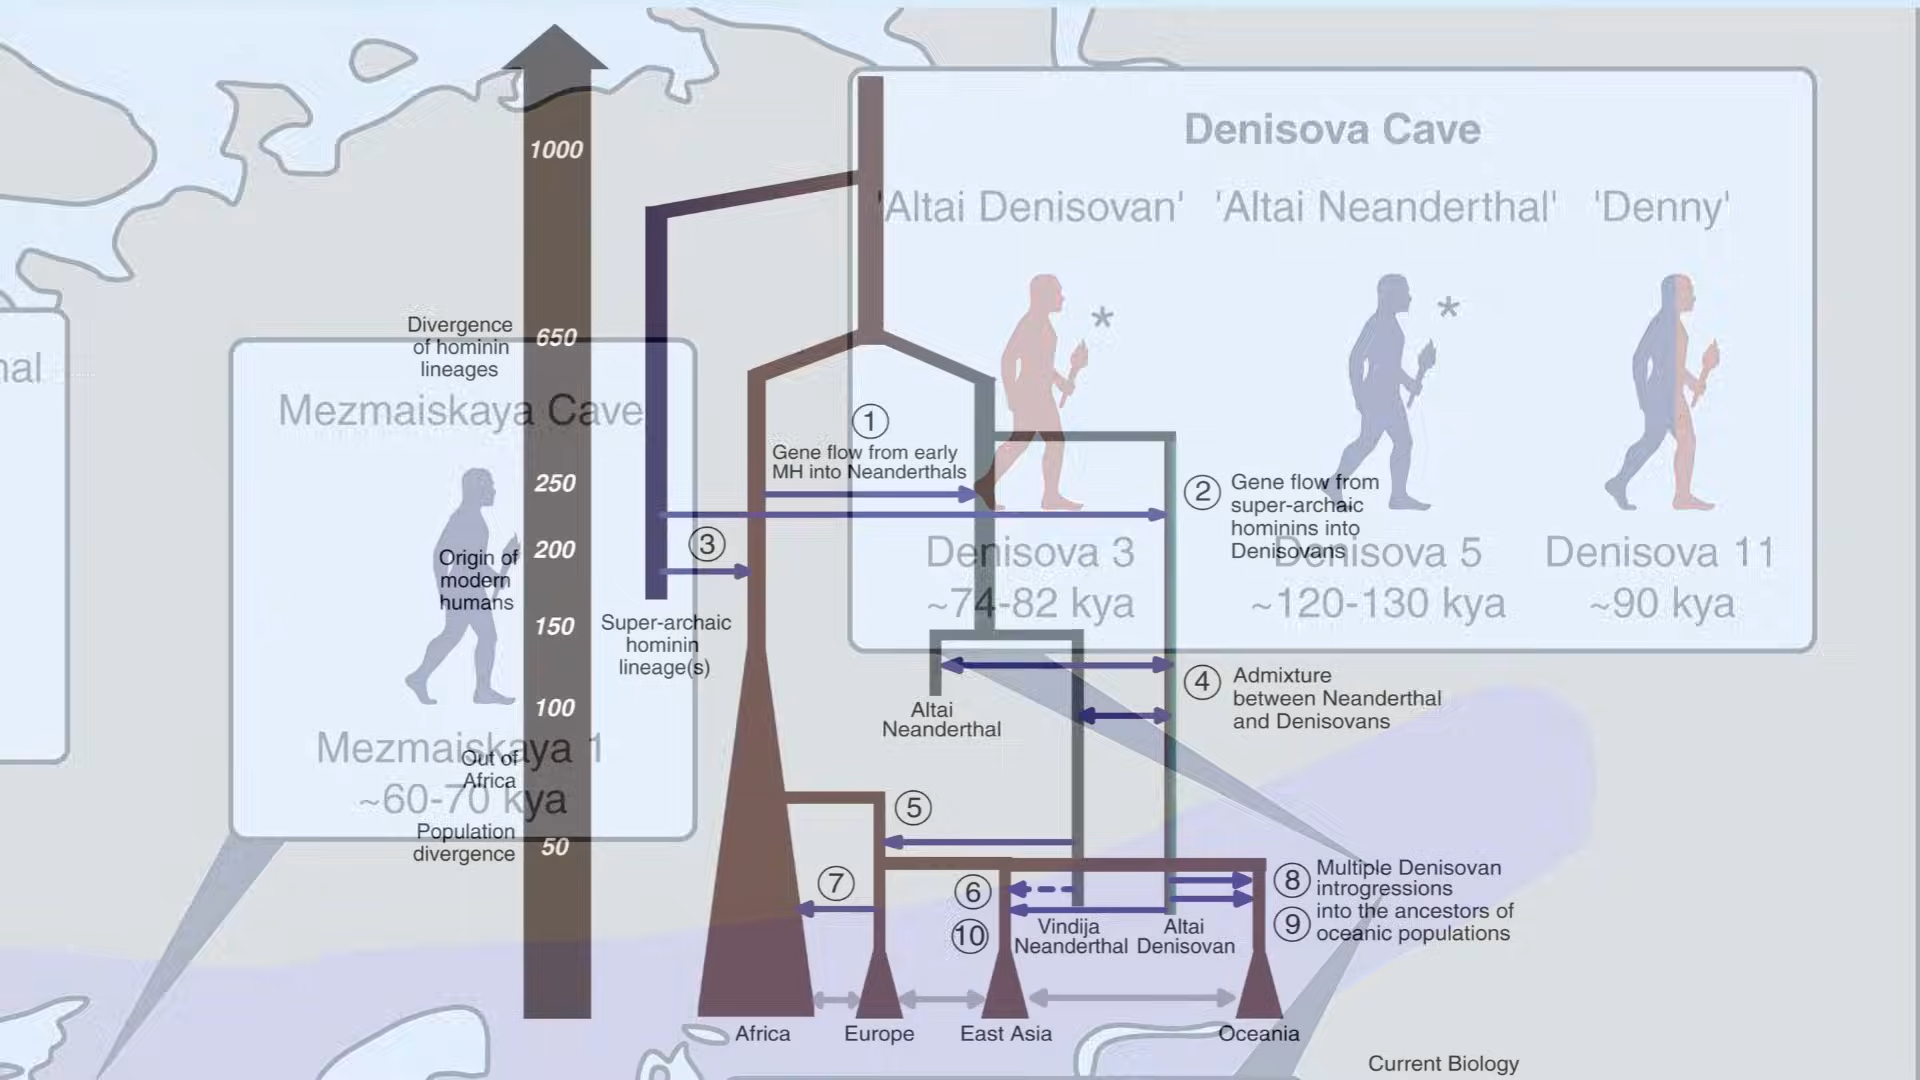 Denisova Cave
'Altai Denisovan' 'Altai Neanderthal' 'Denny'
*
*
Denisova 3
~74-82 kya
Denisova 5
~120-130 kya
Denisova 11
~90 kya
Mezmaiskaya Cave
Mezmaiskaya 1
~60-70 kya
1000
650
250
200
150
100
50
Divergence
of hominin
lineages
Origin of
modern
humans
Out of
Africa
Population
divergence
Super-archaic
hominin
lineage(s)
1
Gene flow from early
MH into Neanderthals
2
Gene flow from
super-archaic
hominins into
Denisovans
3
4
Admixture
between Neanderthal
and Denisovans
Altai
Neanderthal
5
7
6
10
Vindija
Neanderthal
Altai
Denisovan
8
9
Multiple Denisovan
introgressions
into the ancestors of
oceanic populations
Africa
Europe
East Asia
Oceania
Current Biology